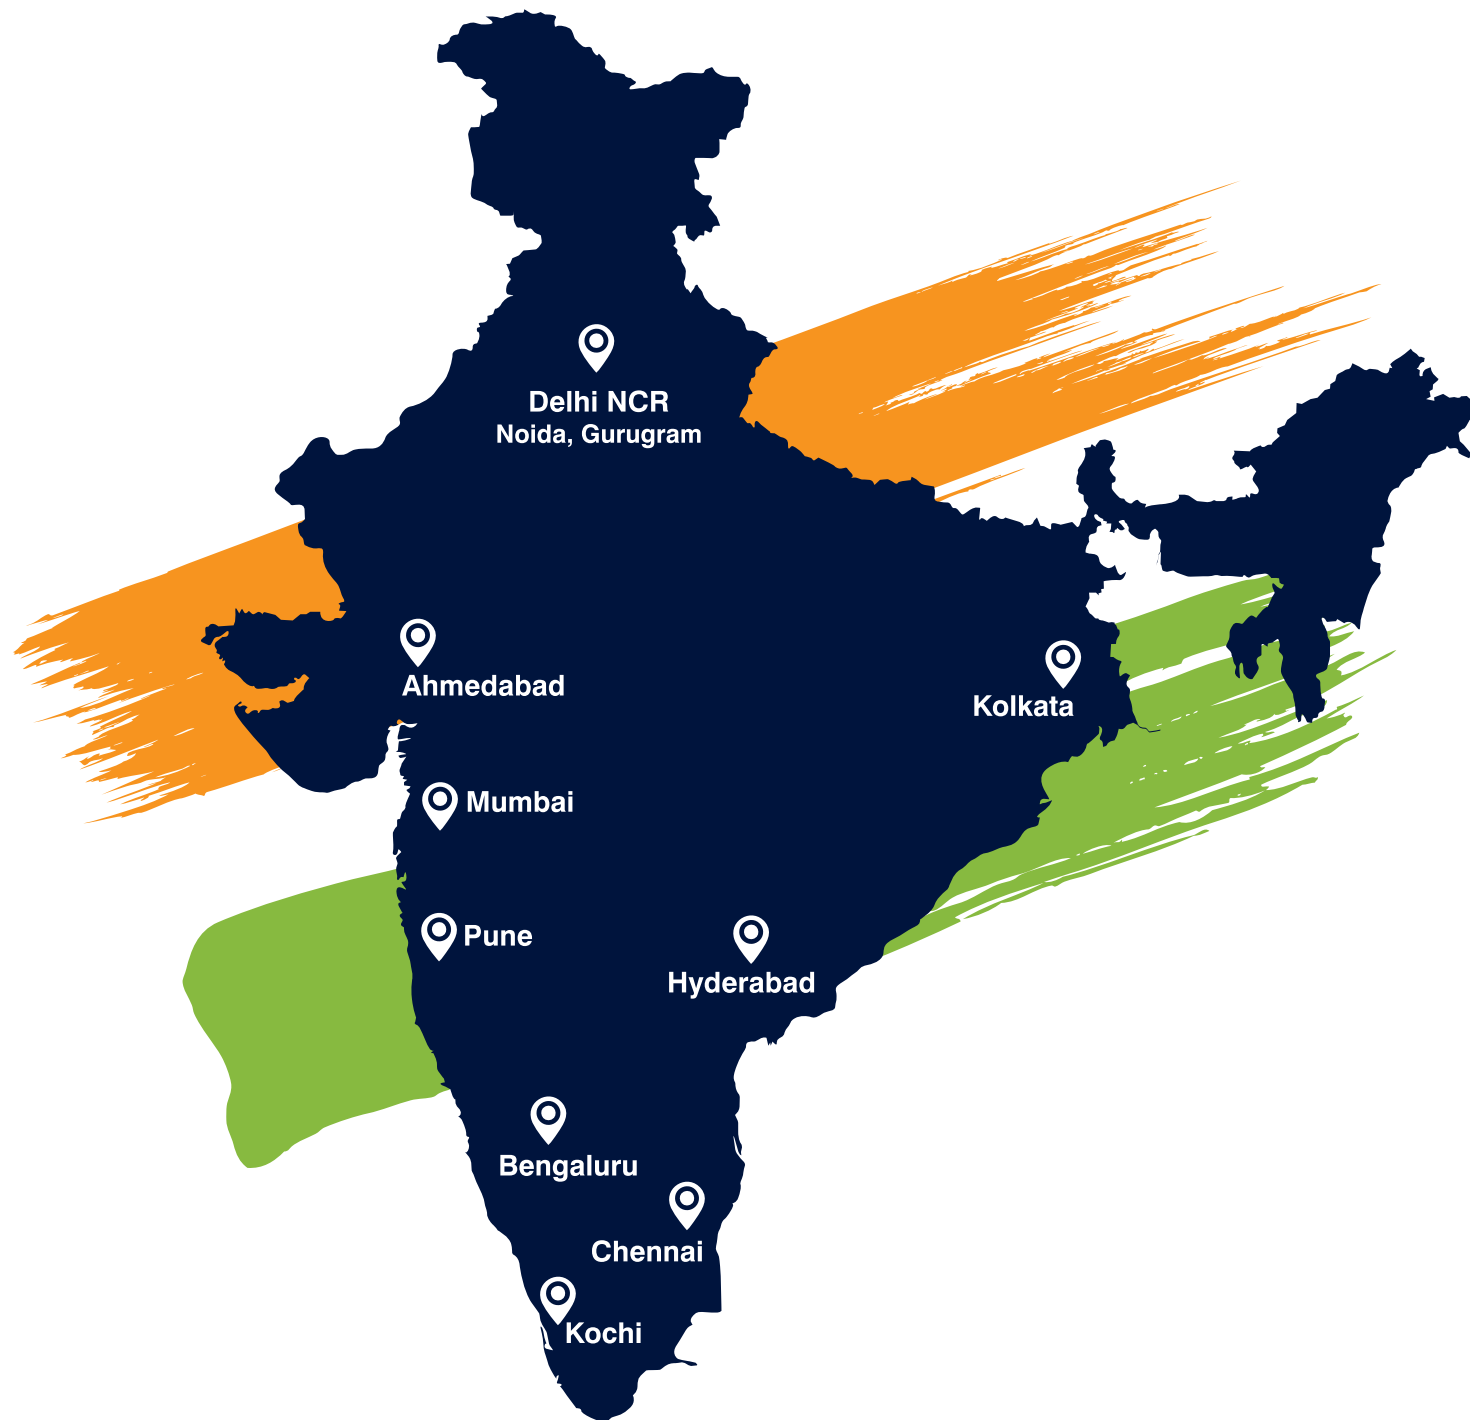 Delhi NCR
Noida, Gurugram
Ahmedabad
Kolkata
Mumbai
Pune
Hyderabad
Bengaluru
Chennai
Kochi